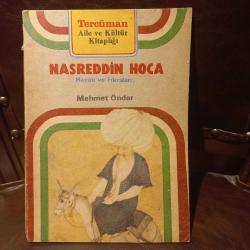 Tercüman
Aile ve Kültür
Kitaplığı
NASREDDİN HOCA
Hayatı ve Fıkraları
Mehmet Önder